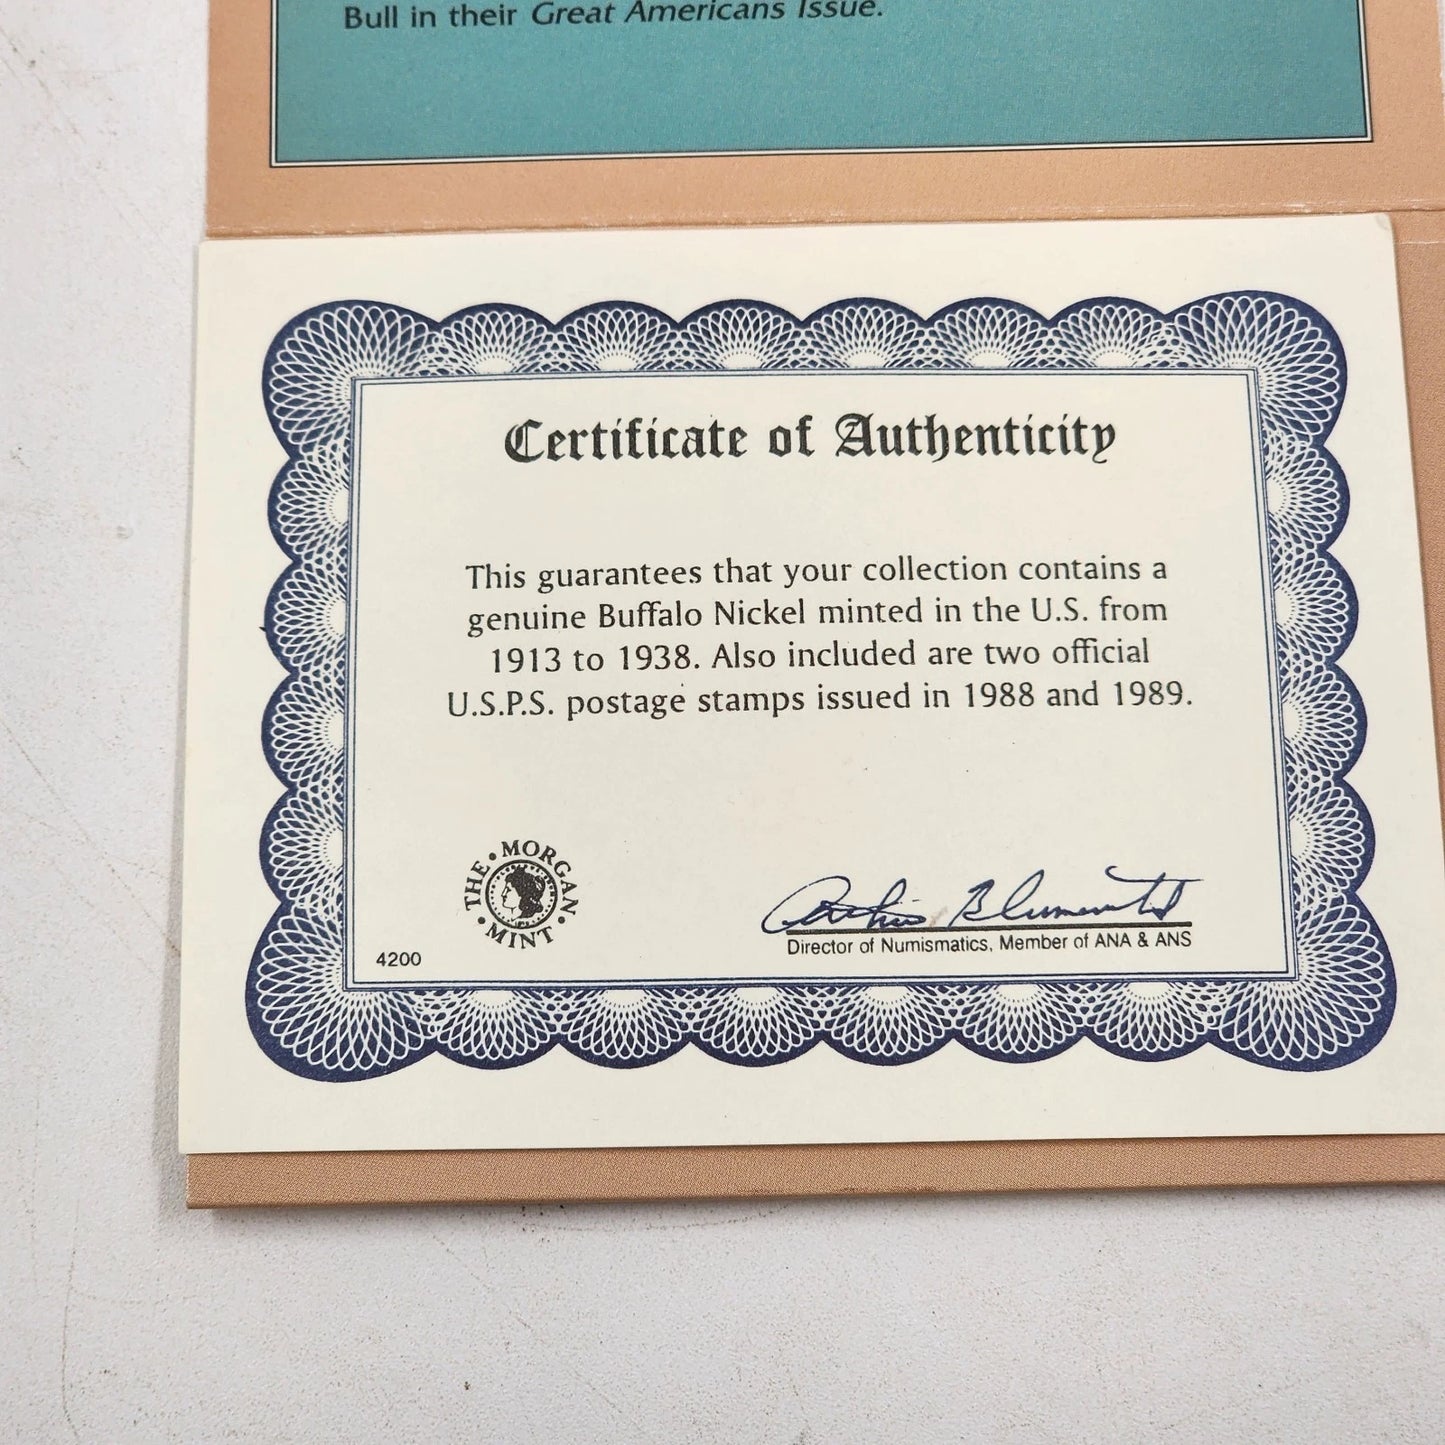 Bull in their Great Americans Issue.
Certificate of Authenticity
This guarantees that your collection contains a
genuine Buffalo Nickel minted in the U.S. from
1913 to 1938. Also included are two official
U.S.P.S. postage stamps issued in 1988 and 1989.
THE • MORGAN • MINT •
4200
Director of Numismatics, Member of ANA & ANS